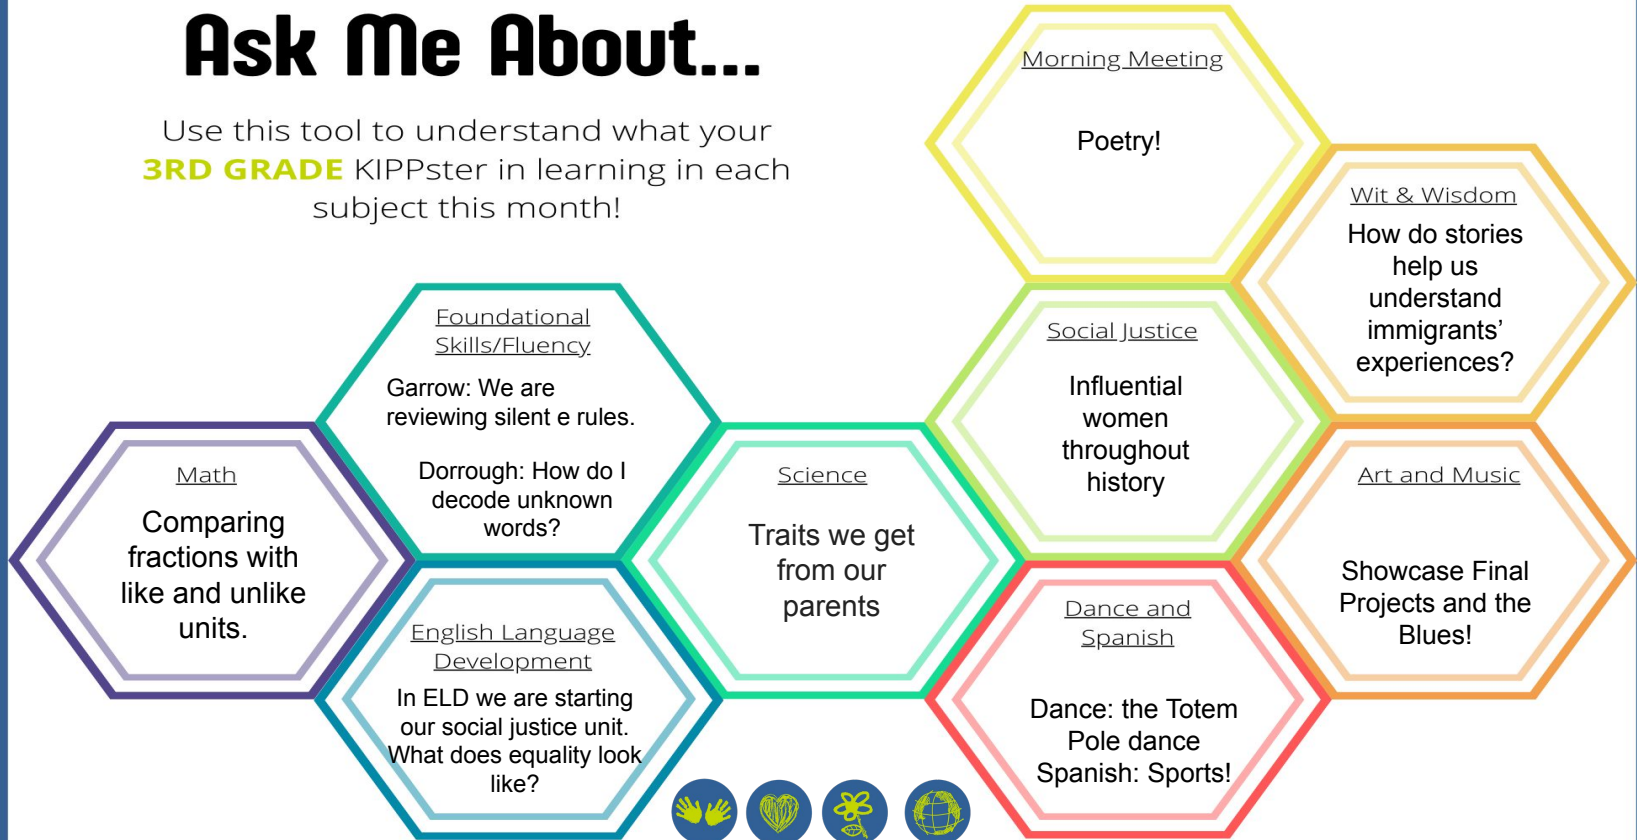 Ask Me About...
Use this tool to understand what your
3RD GRADE KIPPster in learning in each
subject this month!
Morning Meeting
Poetry!
Wit & Wisdom
How do stories
help us
understand
immigrants’
experiences?
Foundational
Skills/Fluency
Garrow: We are
reviewing silent e rules.
Dorrough: How do I
decode unknown
words?
Social Justice
Influential
women
throughout
history
Math
Comparing
fractions with
like and unlike
units.
Science
Traits we get
from our
parents
Art and Music
Showcase Final
Projects and the
Blues!
English Language
Development
In ELD we are starting
our social justice unit.
What does equality look
like?
Dance and
Spanish
Dance: the Totem
Pole dance
Spanish: Sports!